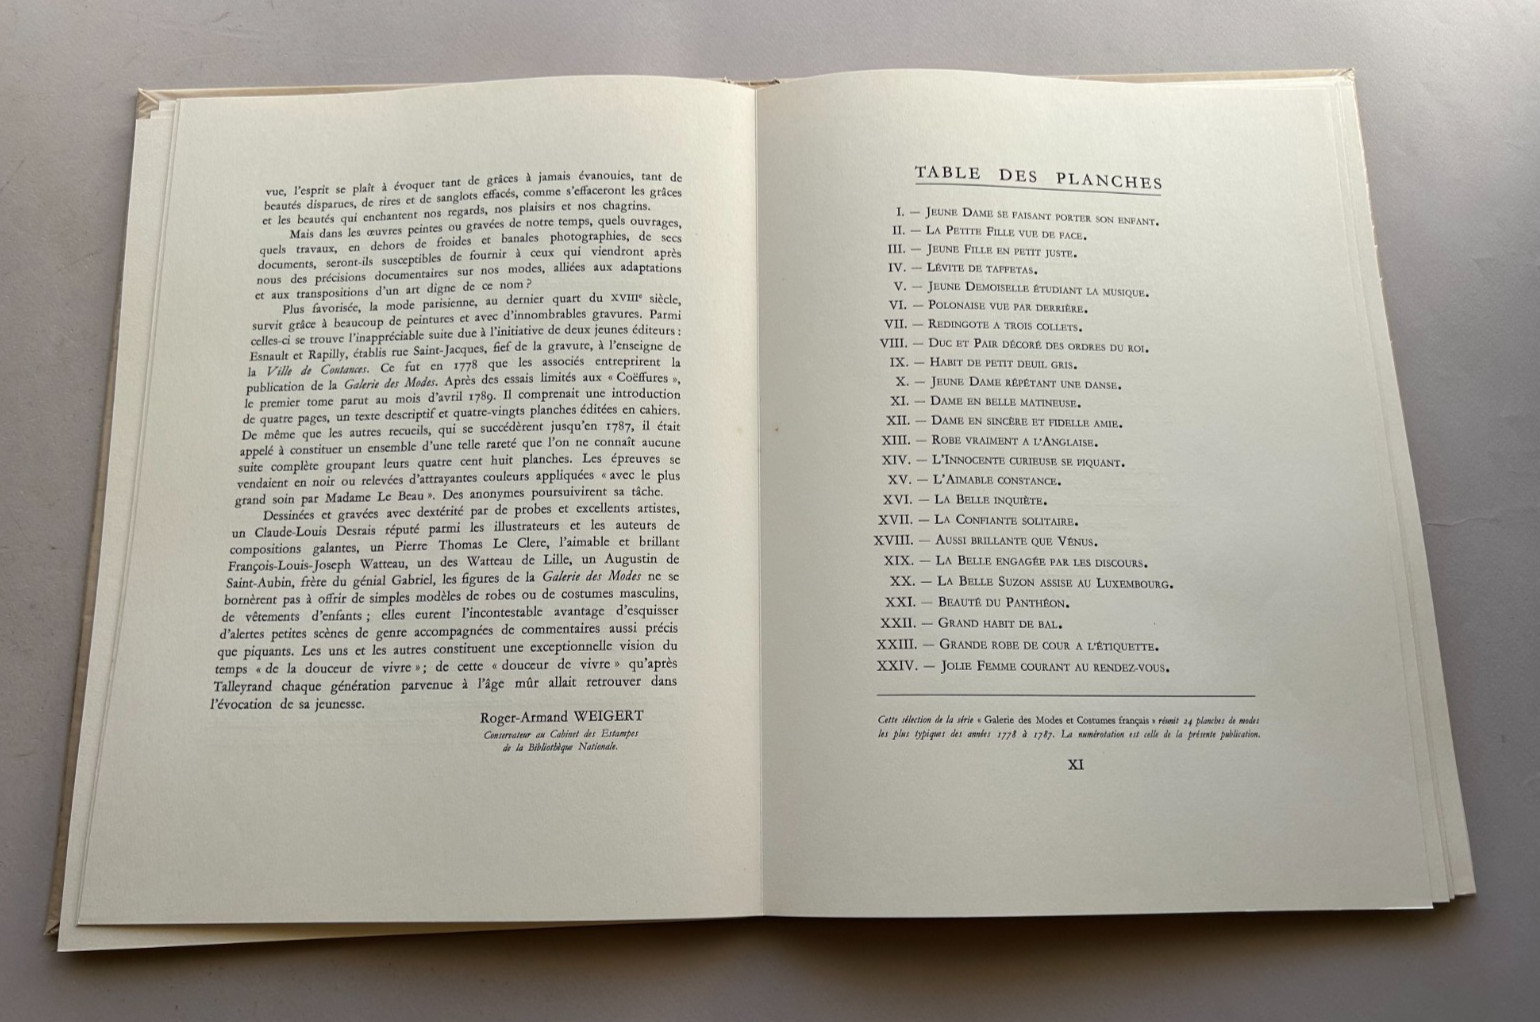 vue, l'esprit se plaît à évoquer tant de grâces à jamais évanouies, tant de
beautés disparues, de rires et de sanglots effacés, comme s'effaceront les grâces
et les beautés qui enchantent nos regards, nos plaisirs et nos chagrins.
Mais dans les œuvres peintes ou gravées de notre temps, quels ouvrages,
quels travaux, en dehors de froides et banales photographies, de secs
documents, seront-ils susceptibles de fournir à ceux qui viendront après
nous des précisions documentaires sur nos modes, alliées aux adaptations
et aux transpositions d'un art digne de ce nom ?
Plus favorisée, la mode parisienne, au dernier quart du XVIIIe siècle,
survit grâce à beaucoup de peintures et avec d'innombrables gravures. Parmi
celles-ci se trouve l'inappréciable suite due à l'initiative de deux jeunes éditeurs :
Esnault et Rapilly, établis rue Saint-Jacques, fief de la gravure, à l'enseigne de
la Ville de Coutances. Ce fut en 1778 que les associés entreprirent la
publication de la Galerie des Modes. Après des essais limités aux « Coëffures »,
le premier tome parut au mois d'avril 1789. Il comprenait une introduction
de quatre pages, un texte descriptif et quatre-vingts planches éditées en cahiers.
De même que les autres recueils, qui se succédèrent jusqu'en 1787, il était
appelé à constituer un ensemble d'une telle rareté que l'on ne connaît aucune
suite complète groupant leurs quatre cent huit planches. Les épreuves se
vendaient en noir ou relevées d'attrayantes couleurs appliquées « avec le plus
grand soin par Madame Le Beau ». Des anonymes poursuivirent sa tâche.
Dessinées et gravées avec dextérité par de probes et excellents artistes,
un Claude-Louis Desrais réputé parmi les illustrateurs et les auteurs de
compositions galantes, un Pierre Thomas Le Clerc, l'aimable et brillant
François-Louis-Joseph Watteau, un des Watteau de Lille, un Augustin de
Saint-Aubin, frère du génial Gabriel, les figures de la Galerie des Modes ne se
bornèrent pas à offrir de simples modèles de robes ou de costumes masculins,
de vêtements d'enfants ; elles eurent l'incontestable avantage d'esquisser
d'alertes petites scènes de genre accompagnées de commentaires aussi précis
que piquants. Les uns et les autres constituent une exceptionnelle vision du
temps « de la douceur de vivre » ; de cette « douceur de vivre » qu'après
Talleyrand chaque génération parvenue à l'âge mûr allait retrouver dans
l'évocation de sa jeunesse.
Roger-Armand WEIGERT
Conservateur au Cabinet des Estampes
de la Bibliothèque Nationale.
TABLE DES PLANCHES
I. — JEUNE DAME SE FAISANT PORTER SON ENFANT.
II. — LA PETITE FILLE VUE DE FACE.
III. — JEUNE FILLE EN PETIT JUSTE.
IV. — LÉVITE DE TAFFETAS.
V. — JEUNE DEMOISELLE ÉTUDIANT LA MUSIQUE.
VI. — POLONAISE VUE PAR DERRIÈRE.
VII. — REDINGOTE A TROIS COLLETS.
VIII. — DUC ET PAIR DÉCORÉ DES ORDRES DU ROI.
IX. — HABIT DE PETIT DEUIL GRIS.
X. — JEUNE DAME RÉPÉTANT UNE DANSE.
XI. — DAME EN BELLE MATINEUSE.
XII. — DAME EN SINCÈRE ET FIDELLE AMIE.
XIII. — ROBE VRAIMENT A L'ANGLAISE.
XIV. — L'INNOCENTE CURIEUSE SE PIQUANT.
XV. — L'AIMABLE CONSTANCE.
XVI. — LA BELLE INQUIÈTE.
XVII. — LA CONFIANTE SOLITAIRE.
XVIII. — AUSSI BRILLANTE QUE VÉNUS.
XIX. — LA BELLE ENGAGÉE PAR LES DISCOURS.
XX. — LA BELLE SUZON ASSISE AU LUXEMBOURG.
XXI. — BEAUTÉ DU PANTHÉON.
XXII. — GRAND HABIT DE BAL.
XXIII. — GRANDE ROBE DE COUR A L'ÉTIQUETTE.
XXIV. — JOLIE FEMME COURANT AU RENDEZ-VOUS.
Cette sélection de la série « Galerie des Modes et Costumes français » réunit 24 planches de modes
les plus typiques des années 1778 à 1787. La numérotation est celle de la présente publication.
XI